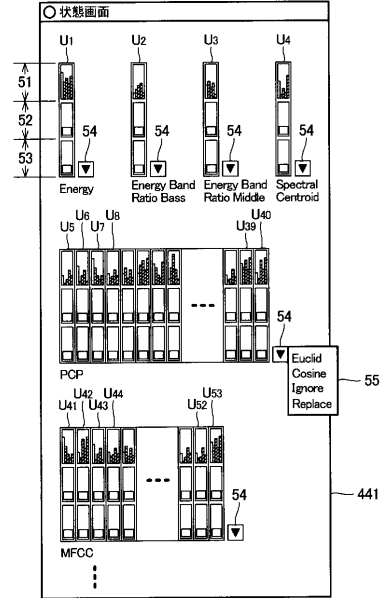 状態画面
U1 U2 U3 U4
51
52
53
54 54 54 54
Energy
Energy Band Ratio Bass
Energy Band Ratio Middle
Spectral Centroid
U5 U6 U7 U8 U39 U40
54
PCP
Euclid
Cosine
Ignore
Replace
55
U41 U42 U43 U44 U52 U53
441
54
MFCC